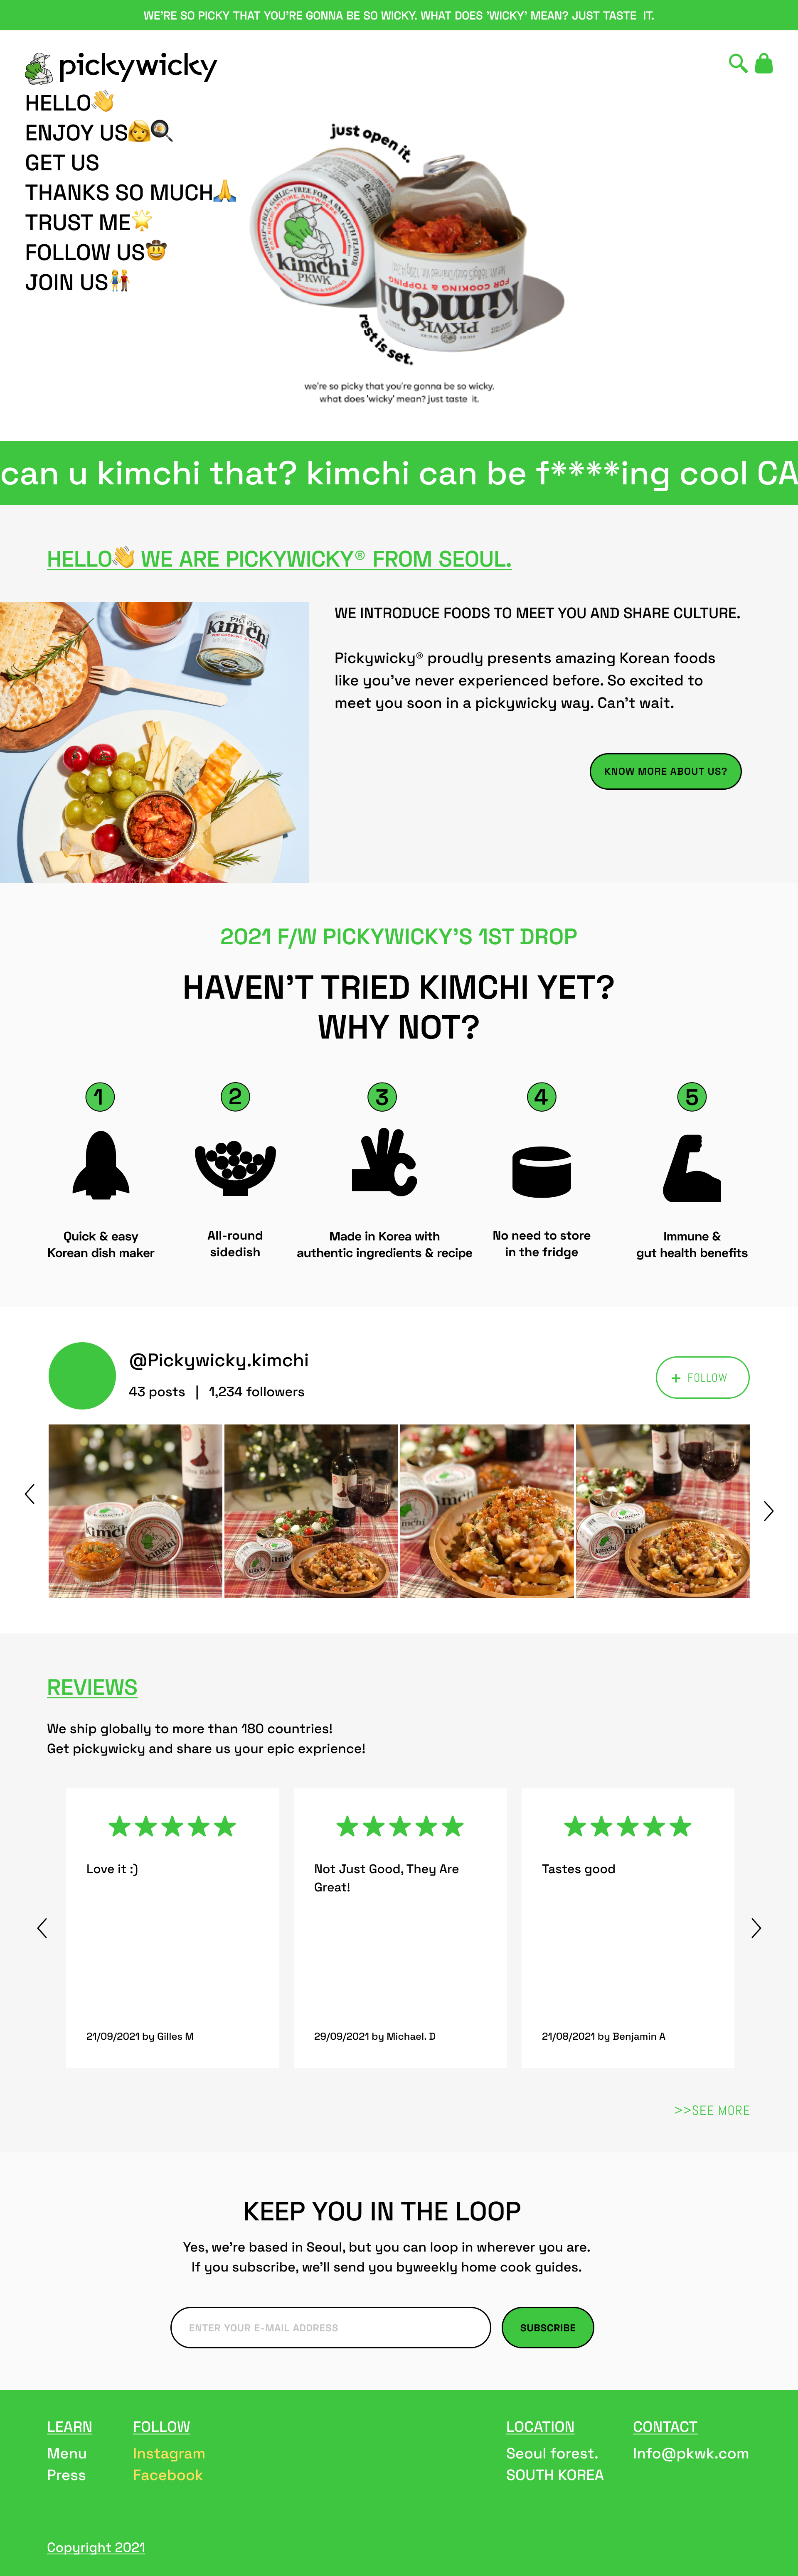 WE'RE SO PICKY THAT YOU'RE GONNA BE SO WICKY. WHAT DOES 'WICKY' MEAN? JUST TASTE IT.
pickywicky
HELLO👋
ENJOY US👩🍳
GET US
THANKS SO MUCH🙏
TRUST ME🌟
FOLLOW US🤠
JOIN US👫
just open it.
kimchi
PKWK
FOR COOKING & TOPPING
Kimchi
PKWK
rest is set.
we're so picky that you're gonna be so wicky.
what does 'wicky' mean? just taste it.
can u kimchi that? kimchi can be f****ing cool CA
HELLO👋 WE ARE PICKYWICKY® FROM SEOUL.
PKWK
Kimchi
WE INTRODUCE FOODS TO MEET YOU AND SHARE CULTURE.
Pickywicky® proudly presents amazing Korean foods
like you've never experienced before. So excited to
meet you soon in a pickywicky way. Can't wait.
KNOW MORE ABOUT US?
2021 F/W PICKYWICKY'S 1ST DROP
HAVEN'T TRIED KIMCHI YET?
WHY NOT?
1
2
3
4
5
Quick & easy
Korean dish maker
All-round
sidedish
Made in Korea with
authentic ingredients & recipe
No need to store
in the fridge
Immune &
gut health benefits
@Pickywicky.kimchi
43 posts | 1,234 followers
+ FOLLOW
kimchi
REVIEWS
We ship globally to more than 180 countries!
Get pickywicky and share us your epic exprience!
Love it :)
21/09/2021 by Gilles M
Not Just Good, They Are
Great!
29/09/2021 by Michael. D
Tastes good
21/08/2021 by Benjamin A
>>SEE MORE
KEEP YOU IN THE LOOP
Yes, we're based in Seoul, but you can loop in wherever you are.
If you subscribe, we'll send you byweekly home cook guides.
ENTER YOUR E-MAIL ADDRESS
SUBSCRIBE
LEARN
Menu
Press
FOLLOW
Instagram
Facebook
LOCATION
Seoul forest.
SOUTH KOREA
CONTACT
Info@pkwk.com
Copyright 2021